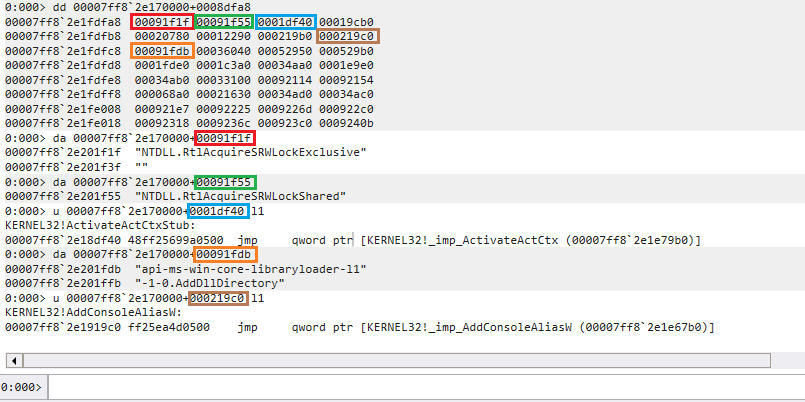 0:000> dd 00007ff8`2e170000+0008dfa8
00007ff8`2e1fdfa8 00091f1f 00091f55 0001df40 00019cb0
00007ff8`2e1fdfb8 00020780 00012290 000219b0 000219c0
00007ff8`2e1fdfc8 00091fdb 00036040 00052950 000529b0
00007ff8`2e1fdfd8 0001fde0 0001c3a0 00034aa0 0001e9e0
00007ff8`2e1fdfe8 00034ab0 00033100 00092114 00092154
00007ff8`2e1fdff8 000068a0 00021630 00034ad0 00034ac0
00007ff8`2e1fe008 000921e7 00092225 0009226d 000922c0
00007ff8`2e1fe018 00092318 0009236c 000923c0 0009240b
0:000> da 00007ff8`2e170000+00091f1f
00007ff8`2e201f1f "NTDLL.RtlAcquireSRWLockExclusive"
00007ff8`2e201f3f ""
0:000> da 00007ff8`2e170000+00091f55
00007ff8`2e201f55 "NTDLL.RtlAcquireSRWLockShared"
0:000> u 00007ff8`2e170000+0001df40 l1
KERNEL32!ActivateActCtxStub:
00007ff8`2e18df40 48ff25699a0500 jmp qword ptr [KERNEL32!_imp_ActivateActCtx (00007ff8`2e1e79b0)]
0:000> da 00007ff8`2e170000+00091fdb
00007ff8`2e201fdb "api-ms-win-core-libraryloader-l1"
00007ff8`2e201ffb "-1-0.AddDllDirectory"
0:000> u 00007ff8`2e170000+000219c0 l1
KERNEL32!AddConsoleAliasW:
00007ff8`2e1919c0 ff25ea4d0500 jmp qword ptr [KERNEL32!_imp_AddConsoleAliasW (00007ff8`2e1e67b0)]
0:000>